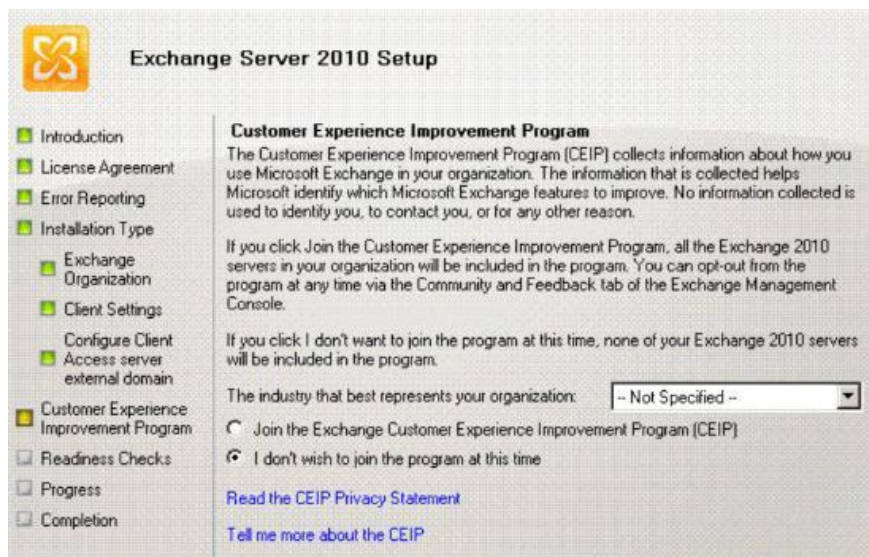 Exchange Server 2010 Setup
Introduction
License Agreement
Error Reporting
Installation Type
Exchange
Organization
Client Settings
Configure Client
Access server
external domain
Customer Experience
Improvement Program
Readiness Checks
Progress
Completion
Customer Experience Improvement Program
The Customer Experience Improvement Program (CEIP) collects information about how you
use Microsoft Exchange in your organization. The information that is collected helps
Microsoft identify which Microsoft Exchange features to improve. No information collected is
used to identify you, to contact you, or for any other reason.
If you click Join the Customer Experience Improvement Program, all the Exchange 2010
servers in your organization will be included in the program. You can opt-out from the
program at any time via the Community and Feedback tab of the Exchange Management
Console.
If you click I don't want to join the program at this time, none of your Exchange 2010 servers
will be included in the program.
The industry that best represents your organization: -- Not Specified --
Join the Exchange Customer Experience Improvement Program (CEIP)
I don't wish to join the program at this time
Read the CEIP Privacy Statement
Tell me more about the CEIP